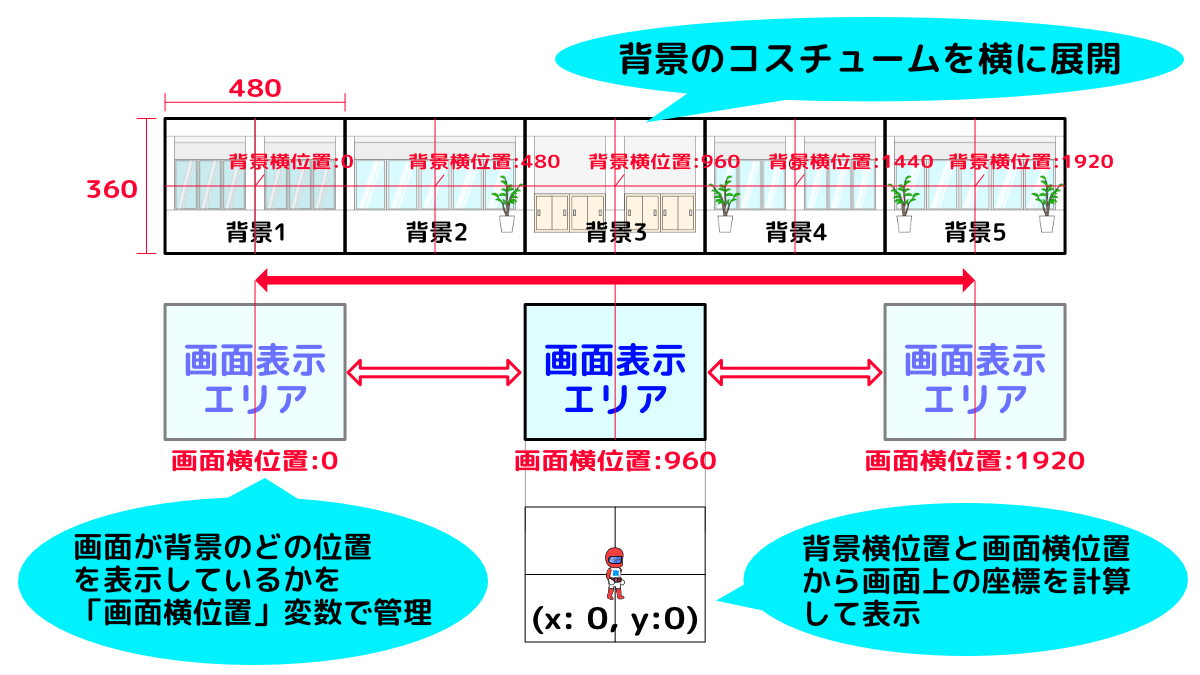 背景のコスチュームを横に展開
480
360
背景横位置:0
背景横位置:480
背景横位置:960
背景横位置:1440
背景横位置:1920
背景1
背景2
背景3
背景4
背景5
画面表示
エリア
画面表示
エリア
画面表示
エリア
画面横位置:0
画面横位置:960
画面横位置:1920
画面が背景のどの位置
を表示しているかを
「画面横位置」変数で管理
(x: 0, y:0)
背景横位置と画面横位置
から画面上の座標を計算
して表示